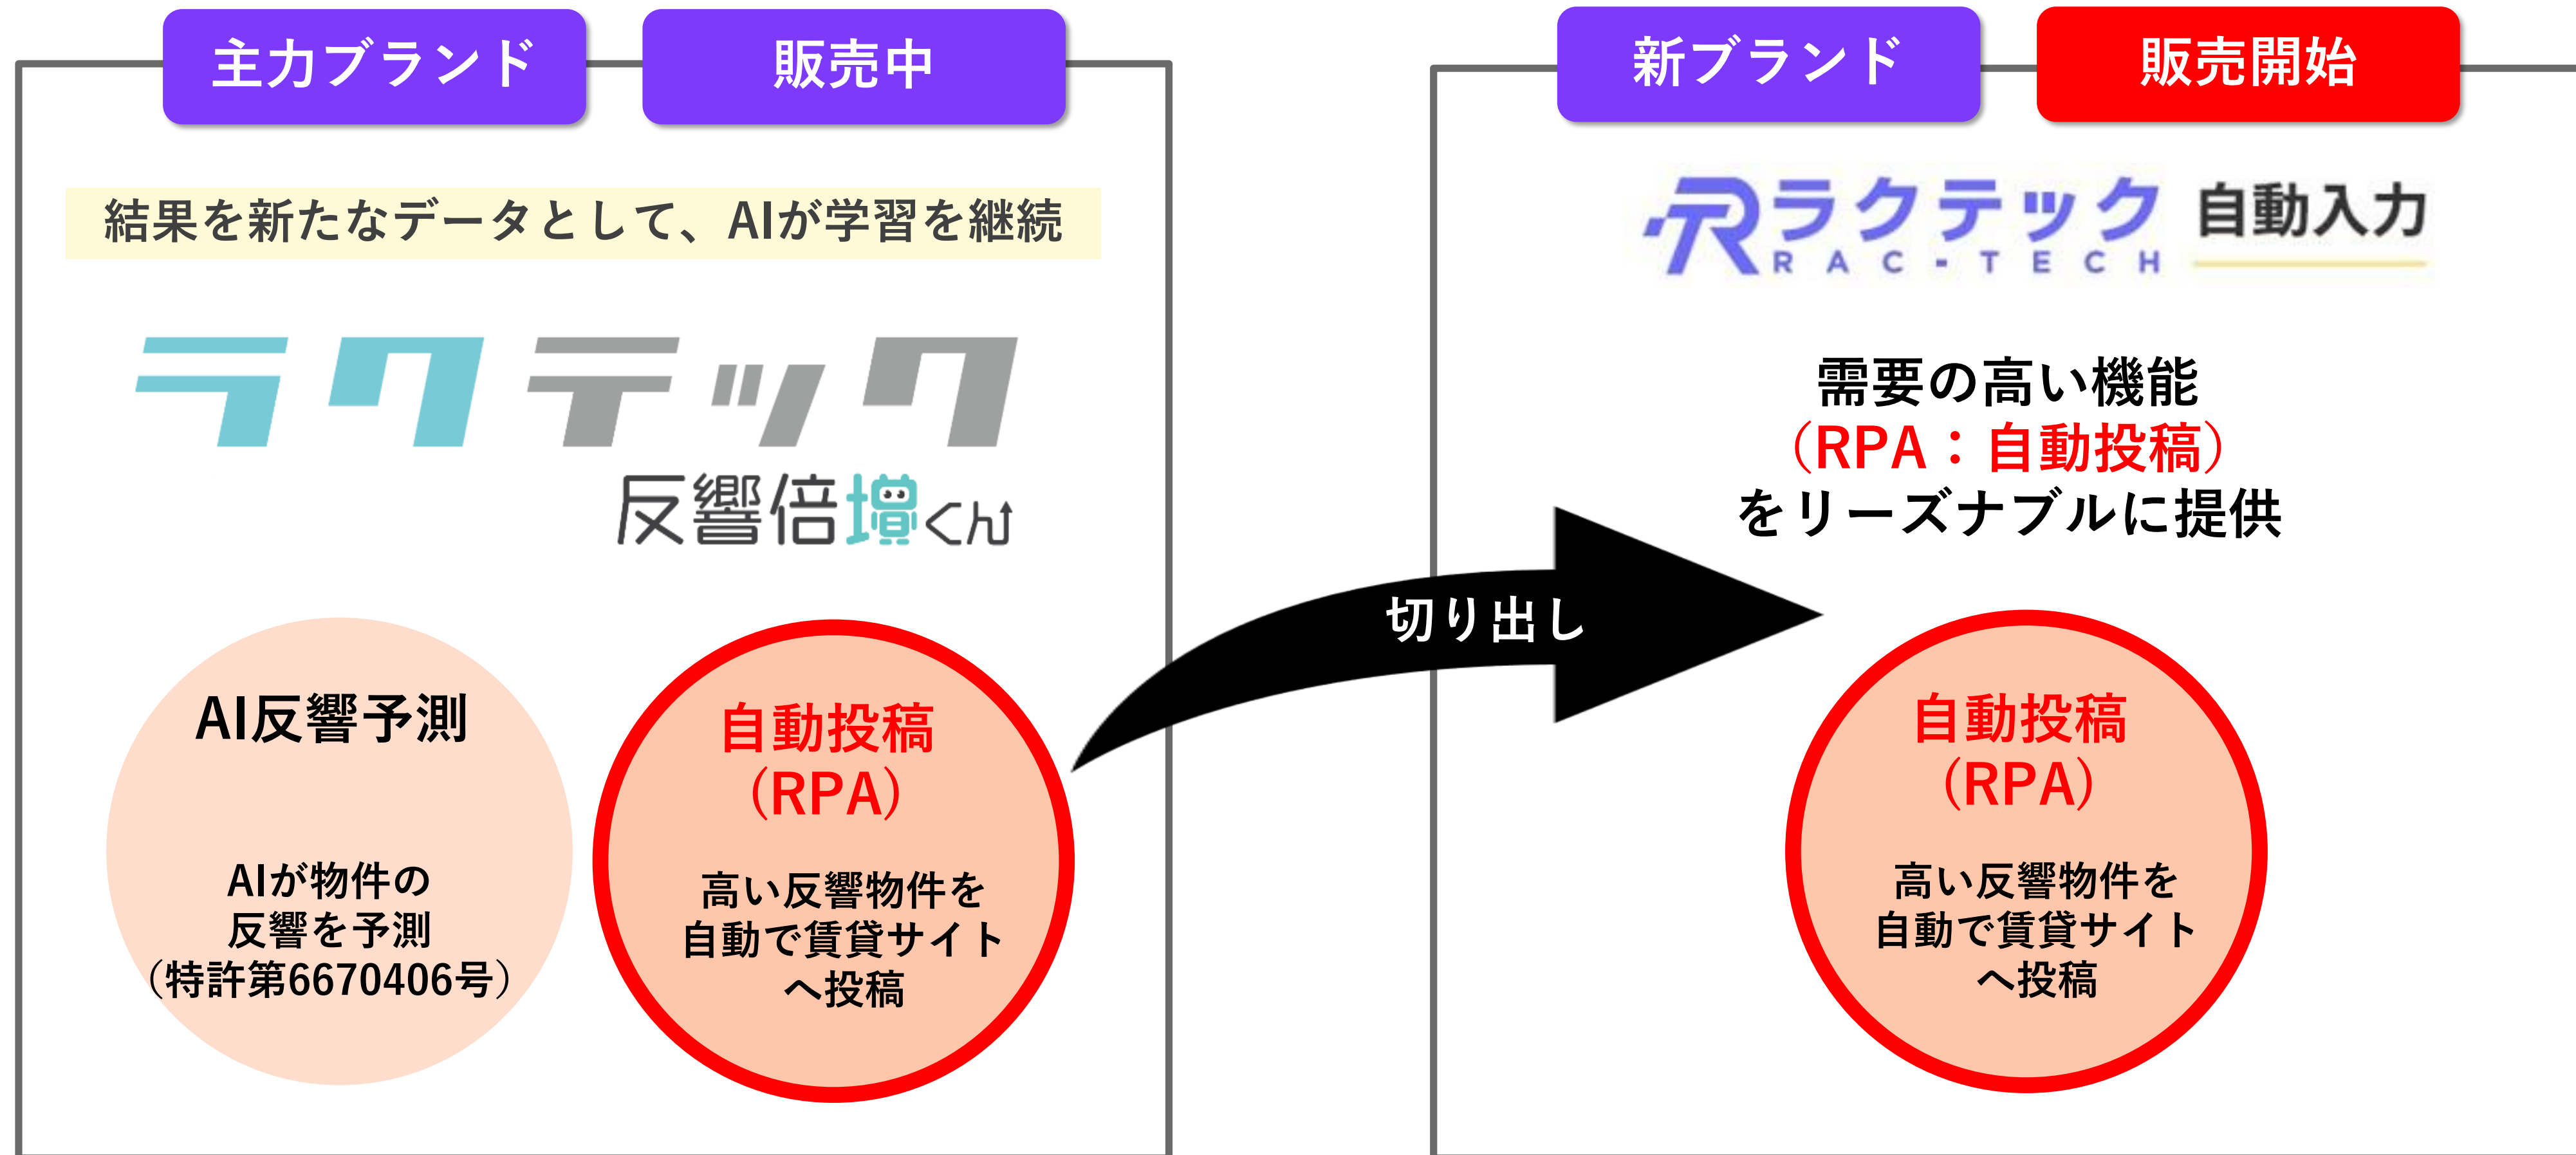 主力ブランド
販売中
結果を新たなデータとして、AIが学習を継続
ラクテック
反響倍増くん
AI反響予測
AIが物件の
反響を予測
（特許第6670406号）
自動投稿
（RPA）
高い反響物件を
自動で賃貸サイト
へ投稿
切り出し
新ブランド
販売開始
ラクテック 自動入力
RAC-TECH
需要の高い機能
（RPA：自動投稿）
をリーズナブルに提供
自動投稿
（RPA）
高い反響物件を
自動で賃貸サイト
へ投稿